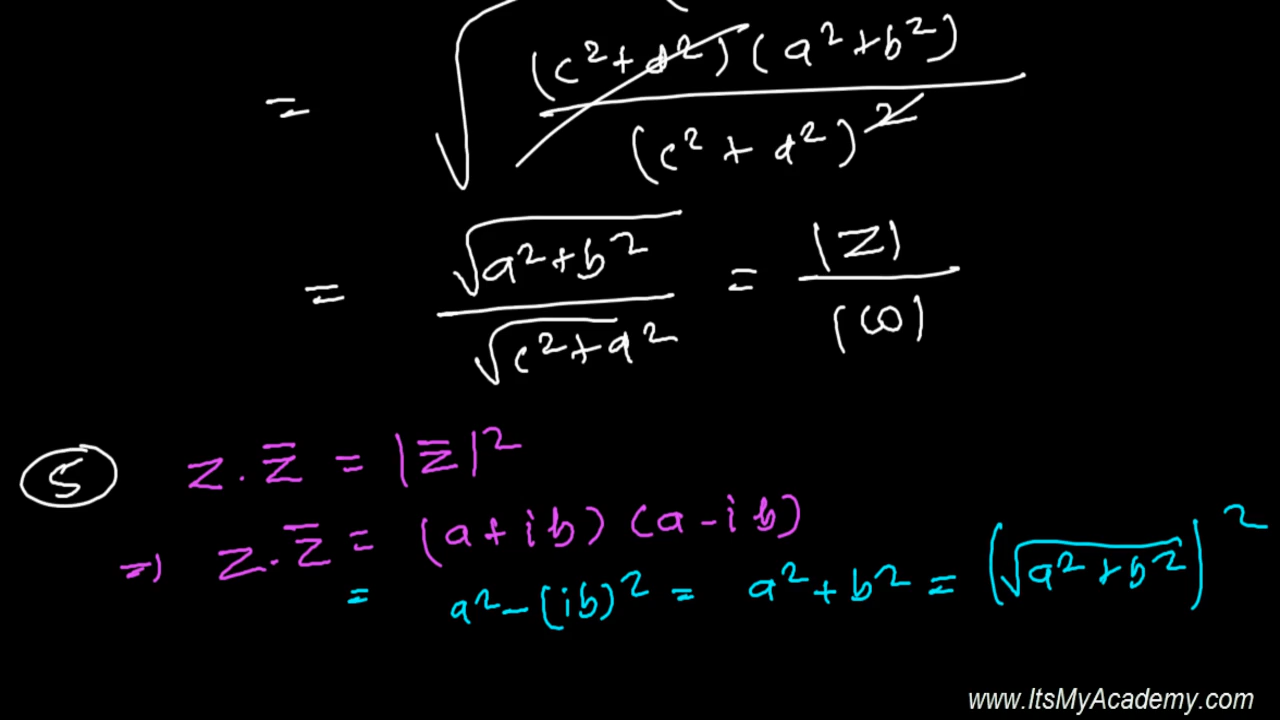 = √((c²+d²)(a²+b²) / (c²+d²)²)
= √(a²+b²) / √(c²+d²) = |z| / |ω|
5 z·z̄ = |z̄|²
⇒ z·z̄ = (a+ib)(a-ib)
= a²-(ib)² = a²+b² = (√(a²+b²))²
www.ItsMyAcademy.com